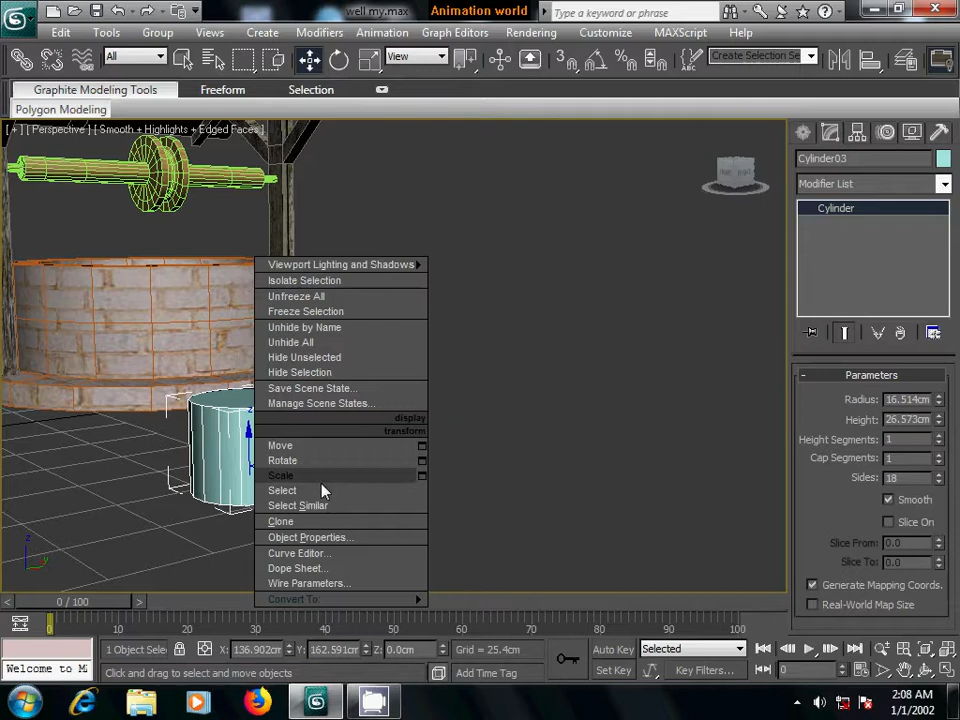 well my.max
Animation world
Type a keyword or phrase
Edit Tools Group Views Create Modifiers Animation Graph Editors Rendering Customize MAXScript Help
All View Create Selection Se
Graphite Modeling Tools Freeform Selection
Polygon Modeling
[ + ] [ Perspective ] [ Smooth + Highlights + Edged Faces ]
Cylinder03
Modifier List
Cylinder
Viewport Lighting and Shadows
Isolate Selection
Unfreeze All
Freeze Selection
Unhide by Name
Unhide All
Hide Unselected
Hide Selection
Save Scene State...
Manage Scene States...
display
transform
Move
Rotate
Scale
Select
Select Similar
Clone
Object Properties...
Curve Editor...
Dope Sheet...
Wire Parameters...
Convert To:
- Parameters
Radius: 16.514cm
Height: 26.573cm
Height Segments: 1
Cap Segments: 1
Sides: 18
Smooth
Slice On
Slice From: 0.0
Slice To: 0.0
Generate Mapping Coords.
Real-World Map Size
z
< 0 / 100 >
0 10 20 30 40 50 60 70 80 90 100
1 Object Selec X: 136.902cm Y: 162.591cm Z: 0.0cm Grid = 25.4cm Auto Key Selected
Welcome to M Click and drag to select and move objects Add Time Tag Set Key Key Filters... 0
2:08 AM
1/1/2002